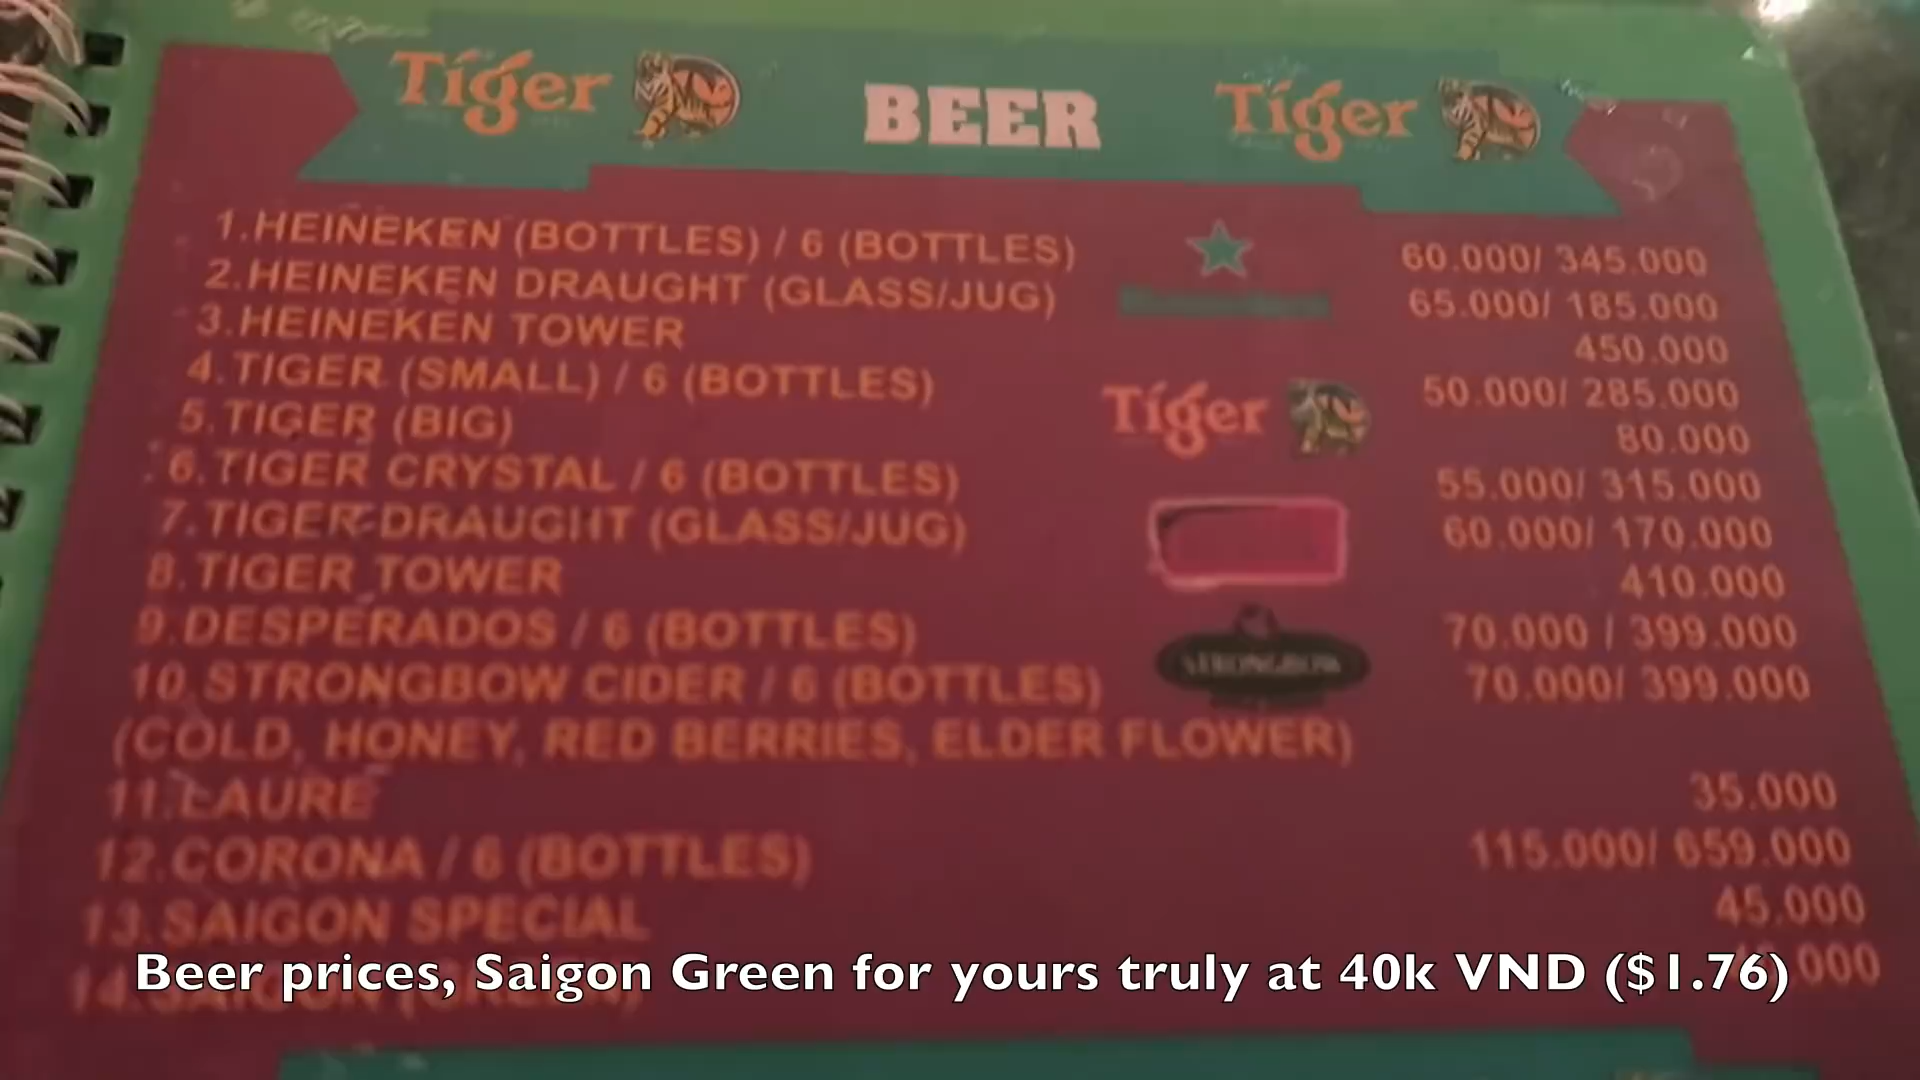 Tiger BEER Tiger
1.HEINEKEN (BOTTLES) / 6 (BOTTLES) 60.000/ 345.000
2.HEINEKEN DRAUGHT (GLASS/JUG) 65.000/ 185.000
3.HEINEKEN TOWER 450.000
4.TIGER (SMALL) / 6 (BOTTLES) 50.000/ 285.000
Tiger
5.TIGER (BIG) 80.000
6.TIGER CRYSTAL / 6 (BOTTLES) 55.000/ 315.000
7.TIGER DRAUGHT (GLASS/JUG) 60.000/ 170.000
8.TIGER TOWER 410.000
9.DESPERADOS / 6 (BOTTLES) 70.000 / 399.000
STRONGBOW
10.STRONGBOW CIDER / 6 (BOTTLES) 70.000/ 399.000
(COLD, HONEY, RED BERRIES, ELDER FLOWER)
11.LAURE 35.000
12.CORONA / 6 (BOTTLES) 115.000/ 659.000
13.SAIGON SPECIAL 45.000
Beer prices, Saigon Green for yours truly at 40k VND ($1.76)